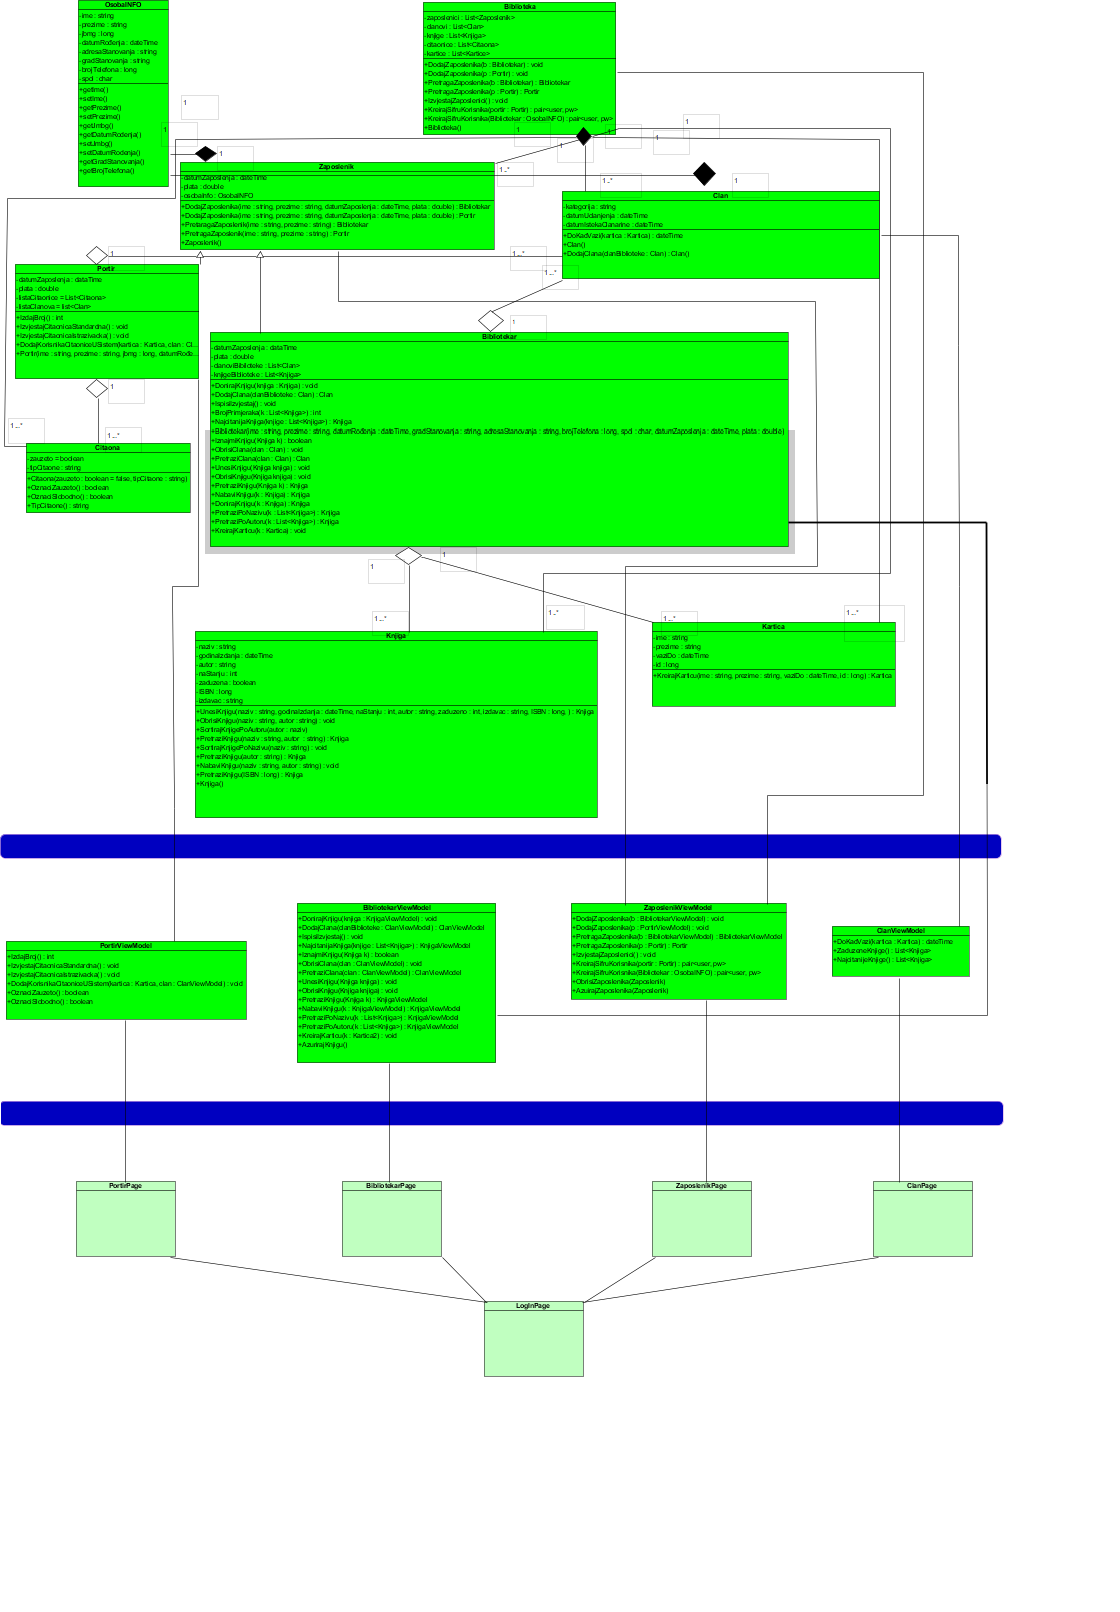 OsobaINFO
-ime : string
-prezime : string
-jbmg : long
-datumRođenja : dateTime
-adresaStanovanja : string
-gradStanovanja : string
-brojTelefona : long
-spol : char
+getIme()
+setIme()
+getPrezime()
+setPrezime()
+getJmbg()
+getDatumRođenja()
+setJmbg()
+setDatumRođenja()
+getGradStanovanja()
+getBrojTelefona()
Biblioteka
-zaposlenici : List<Zaposlenik>
-clanovi : List<Clan>
-knjige : List<Knjiga>
-citaonice : List<Citaona>
-kartice : List<Kartice>
+DodajZaposlenika(b : Bibliotekar) : void
+DodajZaposlenika(b : Portir) : void
+PretragaZaposlenika(b : Bibliotekar) : Bibliotekar
+PretragaZaposlenika(p : Portir) : Portir
+IzvjestajZaposlenici() : void
+KreirajSifruKorisnika(portir : Portir) : pair<user, pw>
+KreirajSifruKorisnika(Bibliotekar : OsobaINFO) : pair<user, pw>
+Biblioteka()
1
1
1
1
1
1
1
1
Zaposlenik
-datumZaposlenja : dateTime
-plata : double
-osobaInfo : OsobaINFO
+DodajZaposlenika(ime : string, prezime : string, datumZaposlenja : dateTime, plata : double) : Bibliotekar
+DodajZaposlenika(ime : string, prezime : string, datumZaposlenja : dateTime, plata : double) : Portir
+PretaragaZaposlenik(ime : string, prezime : string) : Bibliotekar
+PretragaZaposlenik(ime : string, prezime : string) : Portir
+Zaposlenik()
1..*
1..*
1
Clan
-kategorija : string
-datumUclanjenja : dateTime
-datumIstekaClanarine : dateTime
+DoKadVazi(kartica : Kartica) : dateTime
+Clan()
+DodajClana(clanBiblioteke : Clan) : Clan()
1
1...*
1...*
Portir
-datumZaposlenja : dataTime
-plata : double
-listaCitaonice = List<Citaona>
-listaClanova = list<Clan>
+IzdajBroj() : int
+IzvjestajCitaonicaStandardna() : void
+IzvjestajCitaonicaIstrazivacka() : void
+DodajKorisnikaCitaoniceUSistem(kartica : Kartica, clan : Cl...
+Portir(ime : string, prezime : string, jbmg : long, datumRođe...
1
Bibliotekar
-datumZaposlenja : dataTime
-plata : double
-clanoviBiblioteke : List<Clan>
-knjigeBiblioteke : List<Knjiga>
+DonirajKnjigu(knjiga : Knjiga) : void
+DodajClana(clanBiblioteke : Clan) : Clan
+IspisIzvjestaj() : void
+BrojPrimjeraka(k : List<Knjiga>) : int
+NajcitanijaKnjiga(knjige : List<Knjiga>) : Knjiga
+Bibliotekar(ime : string, prezime : string, datumRođenja : dateTime, gradStanovanja : string, adresaStanovanja : string, brojTelefona : long, spol : char, datumZaposlenja : dateTime, plata : double)
+IznajmiKnjigu(Knjiga k) : boolean
+ObrisiClana(clan : Clan) : void
+PretraziClana(clan : Clan) : Clan
+UnesiKnjigu(Knjiga knjiga) : void
+ObrisiKnjigu(Knjiga knjiga) : void
+PretraziKnjigu(Knjiga k) : Knjiga
+NabaviKnjigu(k : Knjiga) : Knjiga
+DonirajKnjigu(k : Knjiga) : Knjiga
+PretraziPoNazivu(k : List<Knjiga>) : Knjiga
+PretraziPoAutoru(k : List<Knjiga>) : Knjiga
+KreirajKarticu(k : Kartica) : void
1
1...*
1...*
Citaona
-zauzeto = boolean
-tipCitaone : string
+Citaona(zauzeto : boolean = false, tipCitaone : string)
+OznaciZauzeto() : boolean
+OznaciSlobodno() : boolean
+TipCitaone() : string
1
1
1...*
1..*
1...*
1...*
Knjiga
-naziv : string
-godinaIzdanja : dateTime
-autor : string
-naStanju : int
-zaduzena : boolean
-ISBN : long
-izdavac : string
+UnesiKnjigu(naziv : string, godinaIzdanja : dateTime, naStanju : int, autor : string, zaduzeno : int, izdavac : string, ISBN : long, ) : Knjiga
+ObrisiKnjigu(naziv : string, autor : string) : void
+SortirajKnjigePoAutoru(autor : naziv)
+PretraziKnjigu(naziv : string, autor : string) : Knjiga
+SortirajKnjigePoNazivu(naziv : string) : void
+PretraziKnjigu(autor : string) : Knjiga
+NabaviKnjigu(naziv : string, autor : string) : void
+PretraziKnjigu(ISBN : long) : Knjiga
+Knjiga()
Kartica
-ime : string
-prezime : string
-vaziDo : dateTime
-id : long
+KreirajKarticu(ime : string, prezime : string, vaziDo : dateTime, id : long) : Kartica
PortirViewModel
+IzdajBroj() : int
+IzvjestajCitaonicaStandardna() : void
+IzvjestajCitaonicaIstrazivacka() : void
+DodajKorisnikaCitaoniceUSistem(kartica : Kartica, clan : ClanViewModel) : void
+OznaciZauzeto() : boolean
+OznaciSlobodno() : boolean
BibliotekarViewModel
+DonirajKnjigu(knjiga : KnjigaViewModel) : void
+DodajClana(clanBiblioteke : ClanViewModel) : ClanViewModel
+IspisIzvjestaj() : void
+NajcitanijaKnjiga(knjige : List<Knjiga>) : KnjigaViewModel
+IznajmiKnjigu(Knjiga k) : boolean
+ObrisiClana(clan : ClanViewModel) : void
+PretraziClana(clan : ClanViewModel) : ClanViewModel
+UnesiKnjigu(Knjiga knjiga) : void
+ObrisiKnjigu(Knjiga knjiga) : void
+PretraziKnjigu(Knjiga k) : KnjigaViewModel
+NabaviKnjigu(k : KnjigaViewModel) : KnjigaViewModel
+PretraziPoNazivu(k : List<Knjiga>) : KnjigaViewModel
+PretraziPoAutoru(k : List<Knjiga>) : KnjigaViewModel
+KreirajKarticu(k : Kartica2) : void
+AzurirajKnjigu()
ZaposlenikViewModel
+DodajZaposlenika(b : BibliotekarViewModel) : void
+DodajZaposlenika(p : PortirViewModel) : void
+PretragaZaposlenika(b : BibliotekarViewModel) : BibliotekarViewModel
+PretragaZaposlenika(p : Portir) : Portir
+IzvjestajZaposlenici() : void
+KreirajSifruKorisnika(portir : Portir) : pair<user, pw>
+KreirajSifruKorisnika(Bibliotekar : OsobaINFO) : pair<user, pw>
+ObrisiZaposlenika(Zaposlenik)
+AzurirajZaposlenika(Zaposlenik)
ClanViewModel
+DoKadVazi(kartica : Kartica) : dateTime
+ZaduzeneKnjige() : List<Knjiga>
+NajcitanijeKnjige() : List<Knjiga>
PortirPage
BibliotekarPage
ZaposlenikPage
ClanPage
LogInPage